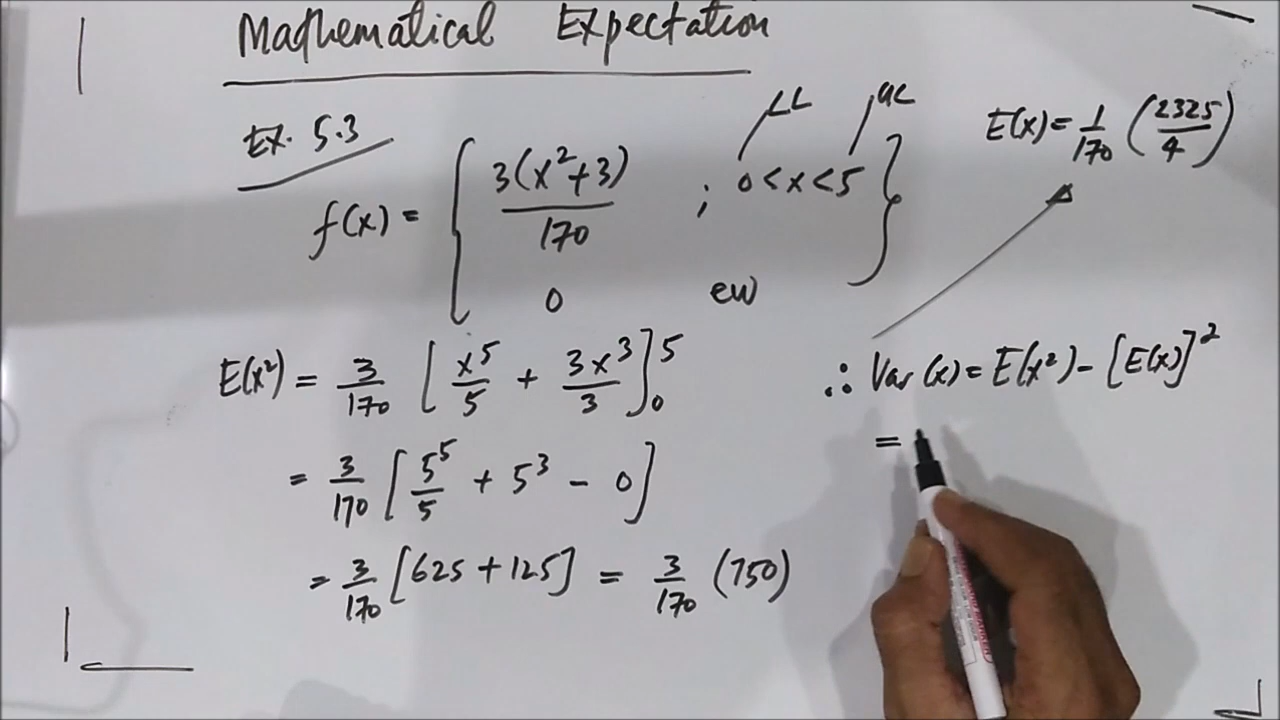 Mathematical Expectation
Ex. 5.3
LL UL
f(x) = { 3(x²+3) / 170 ; 0 < x < 5 }
0 ew
E(x) = 1/170 (2325/4)
E(x²) = 3/170 [x⁵/5 + 3x³/3]₀⁵
= 3/170 [5⁵/5 + 5³ - 0]
= 3/170 [625 + 125] = 3/170 (750)
∴ Var (x) = E(x²) - [E(x)]²
=